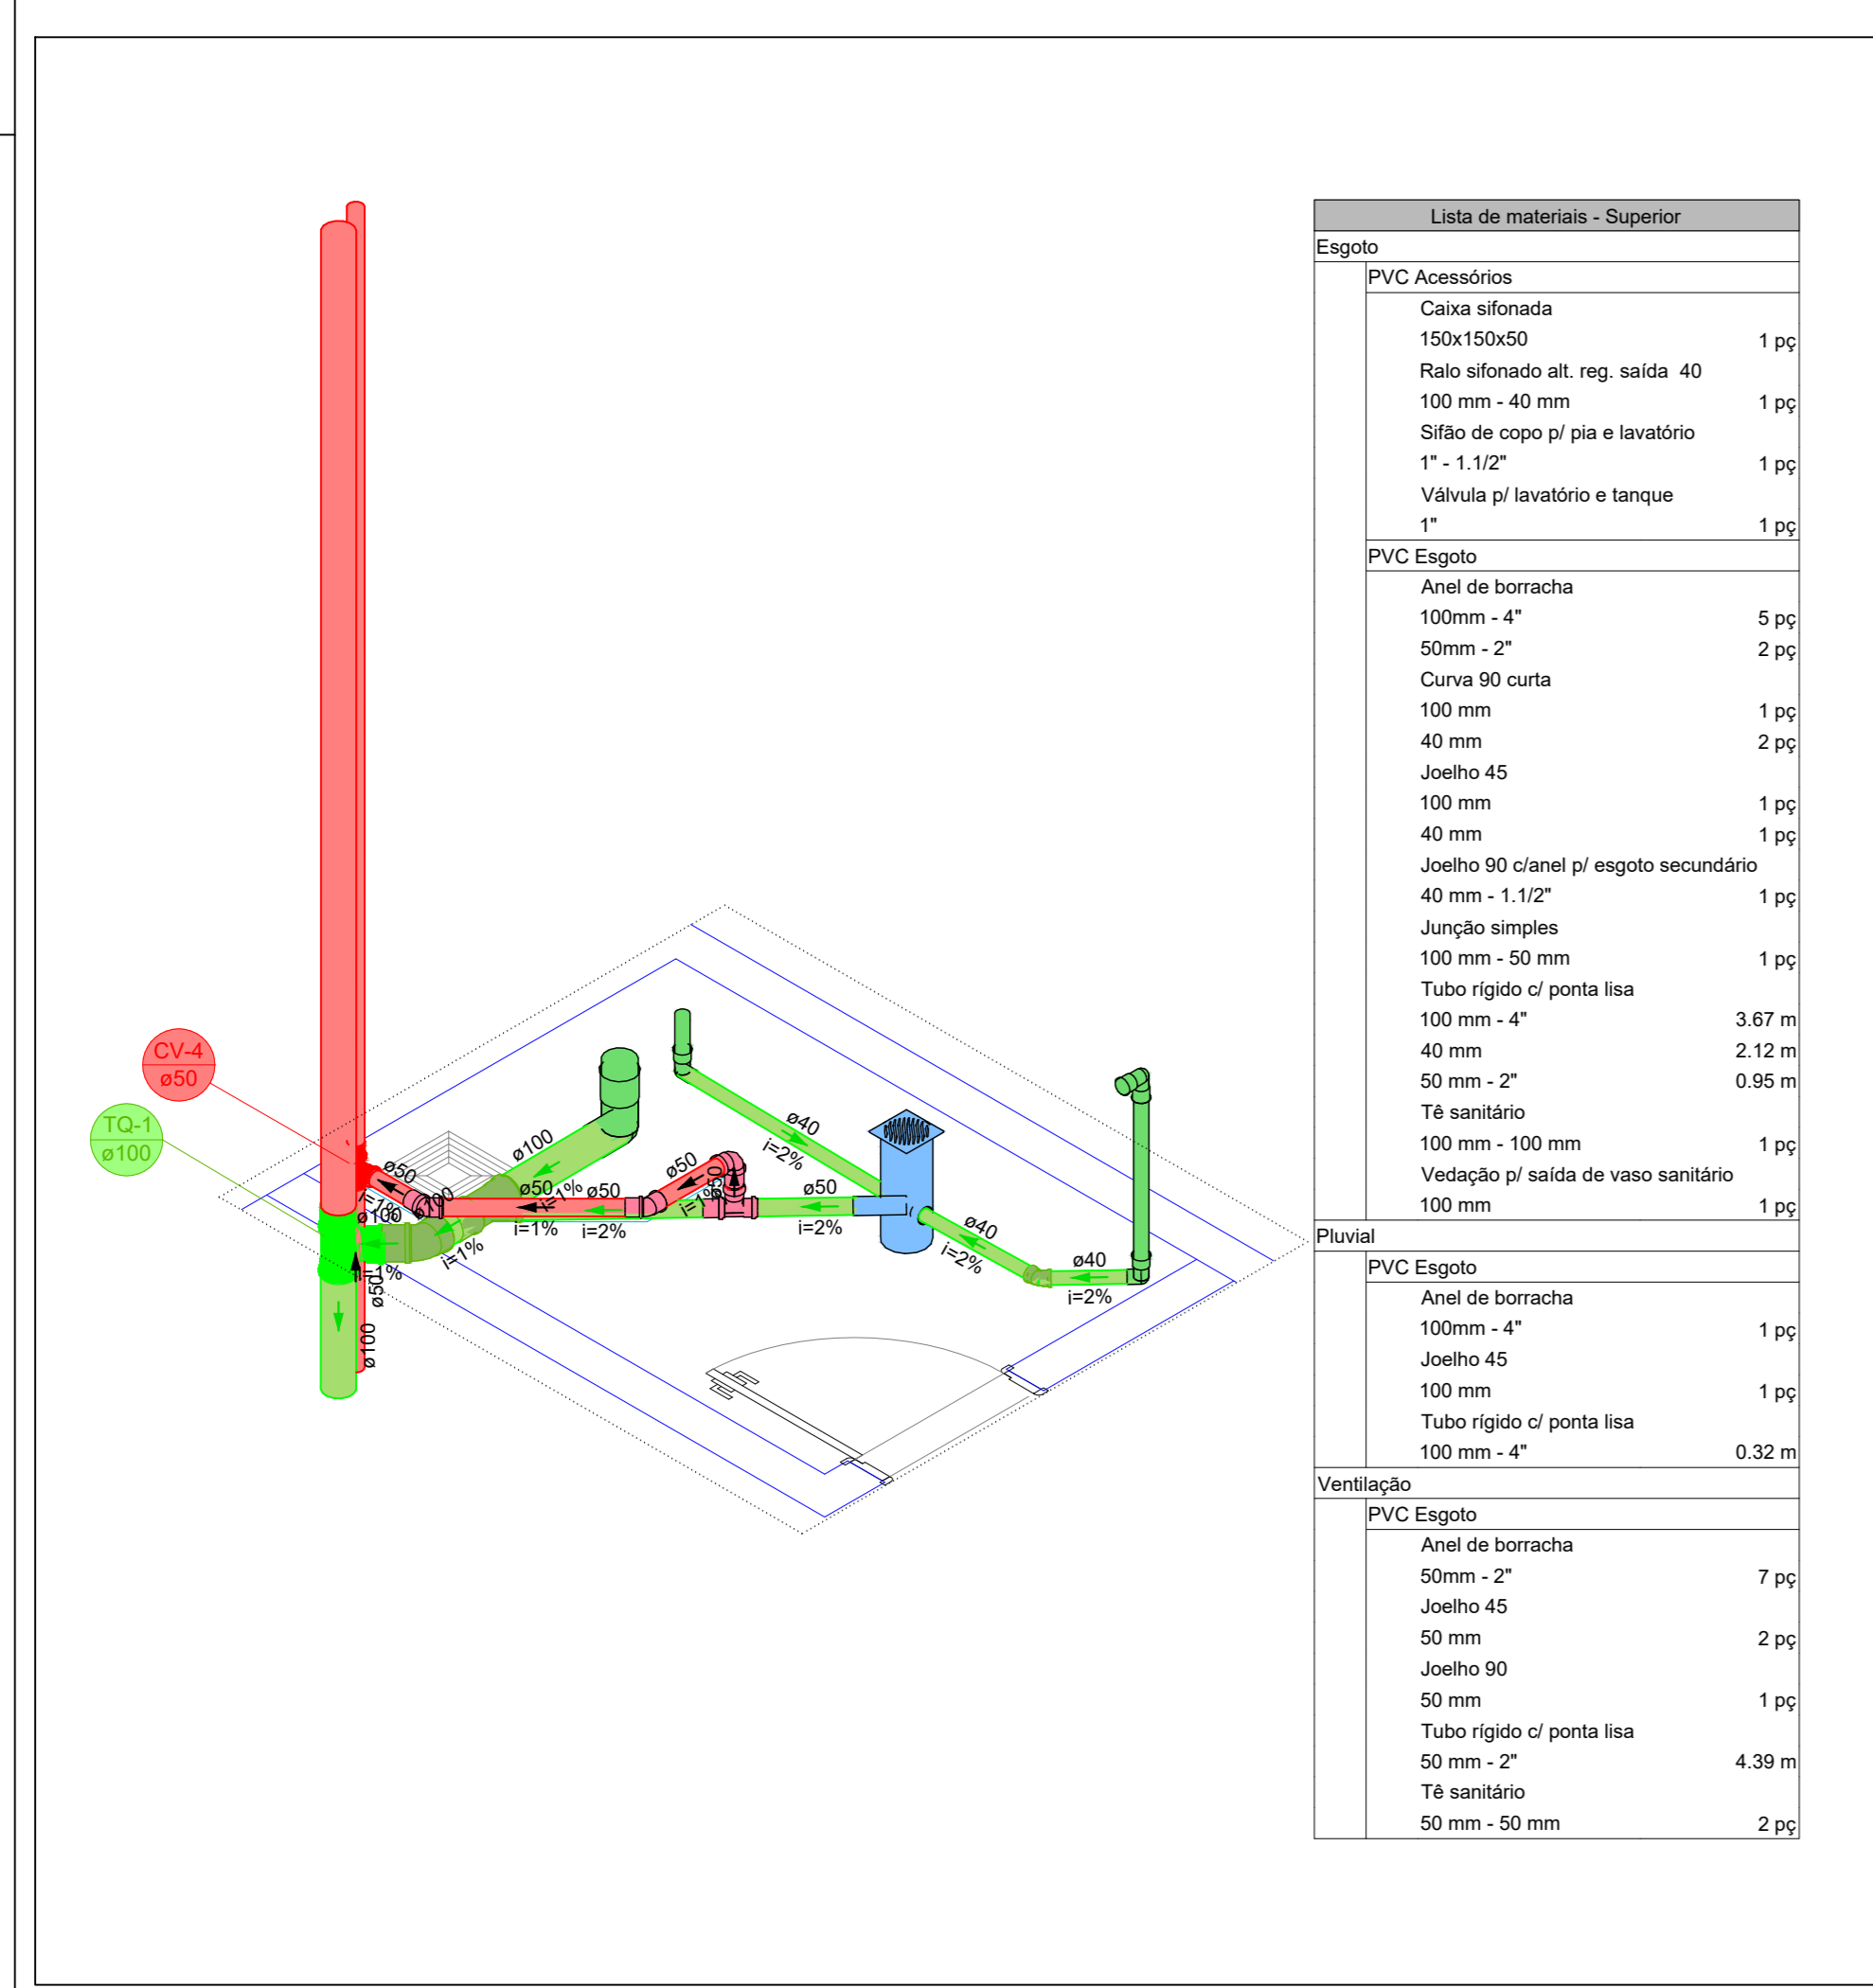 Lista de materiais - Superior
Esgoto
PVC Acessórios
Caixa sifonada
150x150x50 1 pç
Ralo sifonado alt. reg. saída 40
100 mm - 40 mm 1 pç
Sifão de copo p/ pia e lavatório
1" - 1.1/2" 1 pç
Válvula p/ lavatório e tanque
1" 1 pç
PVC Esgoto
Anel de borracha
100mm - 4" 5 pç
50mm - 2" 2 pç
Curva 90 curta
100 mm 1 pç
40 mm 2 pç
Joelho 45
100 mm 1 pç
40 mm 1 pç
Joelho 90 c/anel p/ esgoto secundário
40 mm - 1.1/2" 1 pç
Junção simples
100 mm - 50 mm 1 pç
Tubo rígido c/ ponta lisa
100 mm - 4" 3.67 m
40 mm 2.12 m
50 mm - 2" 0.95 m
Tê sanitário
100 mm - 100 mm 1 pç
Vedação p/ saída de vaso sanitário
100 mm 1 pç
Pluvial
PVC Esgoto
Anel de borracha
100mm - 4" 1 pç
Joelho 45
100 mm 1 pç
Tubo rígido c/ ponta lisa
100 mm - 4" 0.32 m
Ventilação
PVC Esgoto
Anel de borracha
50mm - 2" 7 pç
Joelho 45
50 mm 2 pç
Joelho 90
50 mm 1 pç
Tubo rígido c/ ponta lisa
50 mm - 2" 4.39 m
Tê sanitário
50 mm - 50 mm 2 pç
CV-4
ø50
TQ-1
ø100
ø100
i=1%
ø40
i=2%
ø50
i=1%
ø50
i=1%
ø50
i=2%
ø50
i=1%
ø50
ø50
i=2%
ø40
i=2%
ø40
i=2%
ø100
i=1%
ø100
i=1%
ø50
ø100